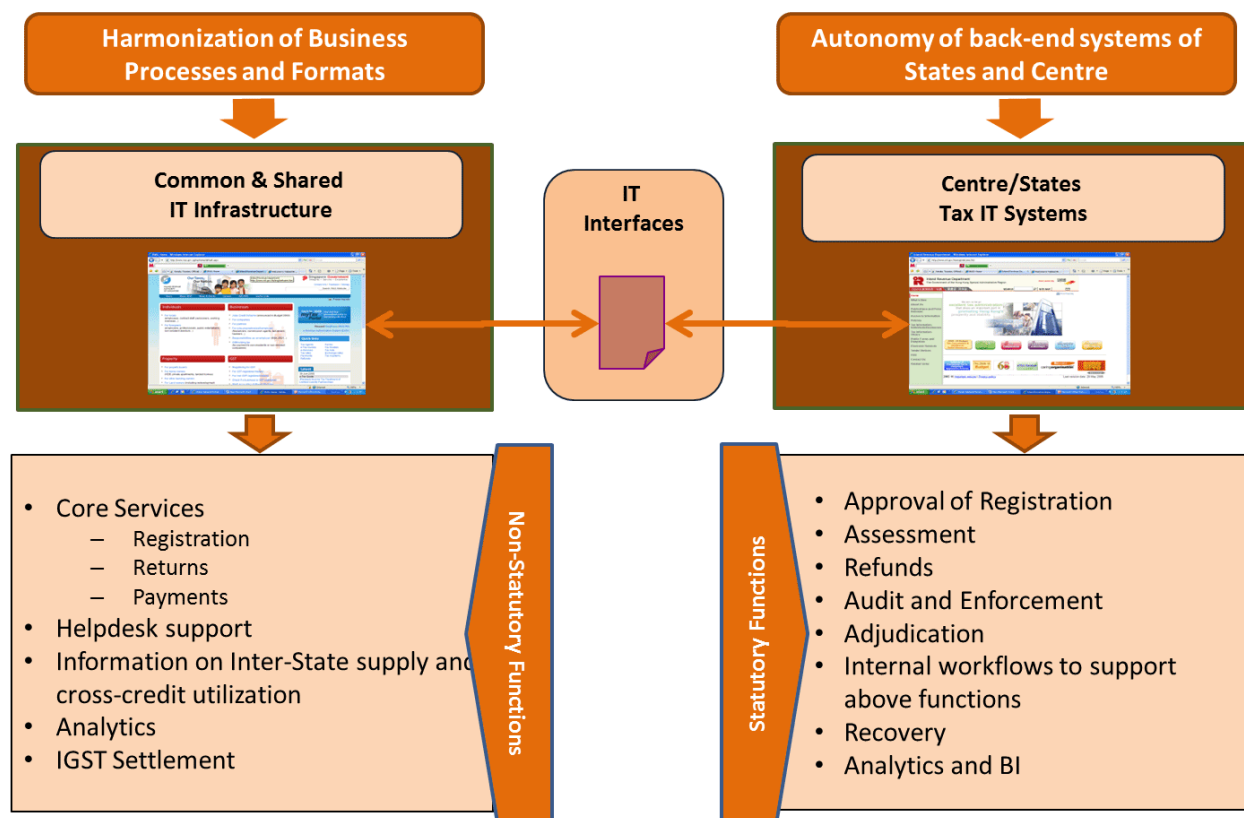 Harmonization of Business
Processes and Formats
Autonomy of back-end systems of
States and Centre
Common & Shared
IT Infrastructure
IT
Interfaces
Centre/States
Tax IT Systems
• Core Services
– Registration
– Returns
– Payments
• Helpdesk support
• Information on Inter-State supply and
cross-credit utilization
• Analytics
• IGST Settlement
Non-Statutory Functions
Statutory Functions
• Approval of Registration
• Assessment
• Refunds
• Audit and Enforcement
• Adjudication
• Internal workflows to support
above functions
• Recovery
• Analytics and BI